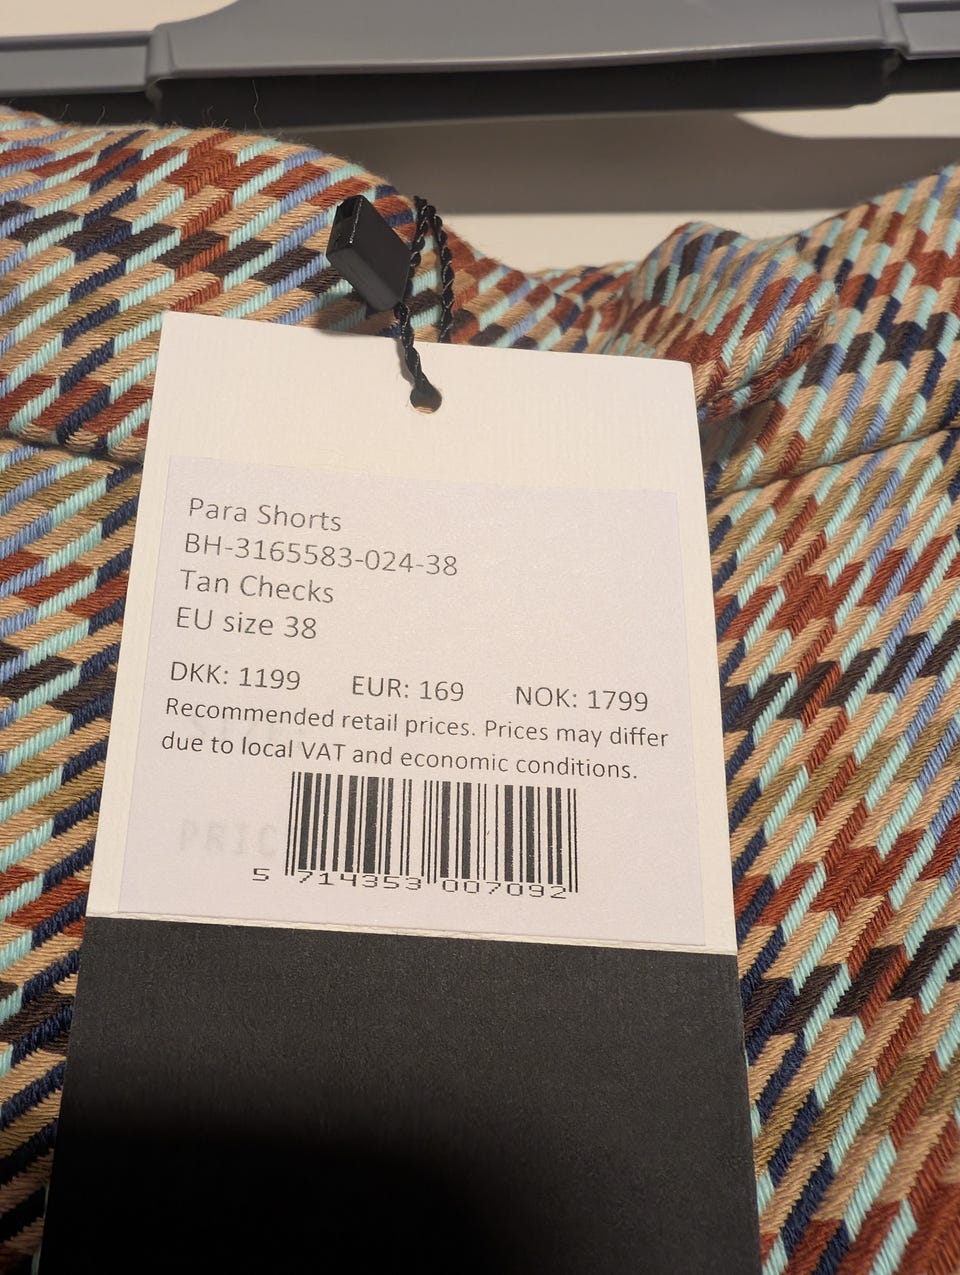 Para Shorts
BH-3165583-024-38
Tan Checks
EU size 38
DKK: 1199 EUR: 169 NOK: 1799
Recommended retail prices. Prices may differ
due to local VAT and economic conditions.
PRIC
5 714353 007092